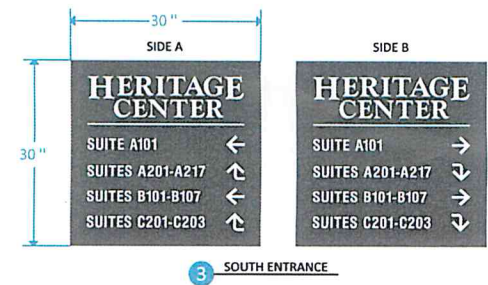 30 "
SIDE A
SIDE B
30 "
HERITAGE
CENTER
SUITE A101 ←
SUITES A201-A217
SUITES B101-B107 ←
SUITES C201-C203
HERITAGE
CENTER
SUITE A101 →
SUITES A201-A217
SUITES B101-B107 →
SUITES C201-C203
3 SOUTH ENTRANCE